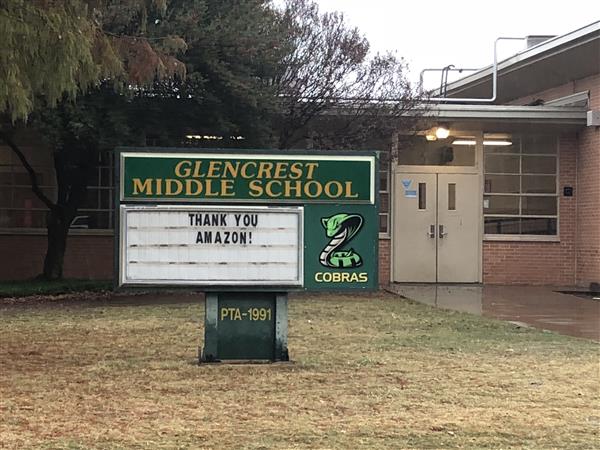 GLENCREST
MIDDLE SCHOOL
THANK YOU
AMAZON!
COBRAS
PTA-1991